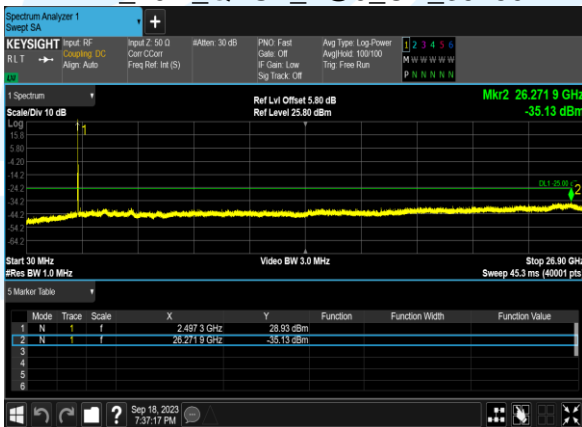 Spectrum Analyzer 1
Swept SA
+
KEYSIGHT Input: RF Input Z: 50 Ω #Atten: 30 dB PNO: Fast Avg Type: Log-Power 1 2 3 4 5 6
RLT Coupling: DC Corr CCorr Gate: Off Avg|Hold: 100/100 M W W W W W
Align: Auto Freq Ref: Int (S) IF Gain: Low Trig: Free Run
Sig Track: Off P N N N N N
1 Spectrum
Scale/Div 10 dB Ref Lvl Offset 5.80 dB Mkr2 26.271 9 GHz
Ref Level 25.80 dBm -35.13 dBm
Log
1
15.8
5.80
-4.20
-14.2
DL1 -25.00
-24.2
2
-34.2
-44.2
-54.2
-64.2
Start 30 MHz Video BW 3.0 MHz Stop 26.90 GHz
#Res BW 1.0 MHz Sweep 45.3 ms (40001 pts
5 Marker Table
Mode Trace Scale X Y Function Function Width Function Value
1 N 1 f 2.497 3 GHz 28.93 dBm
2 N 1 f 26.271 9 GHz -35.13 dBm
3
4
5
6
? Sep 18, 2023
7:37:17 PM